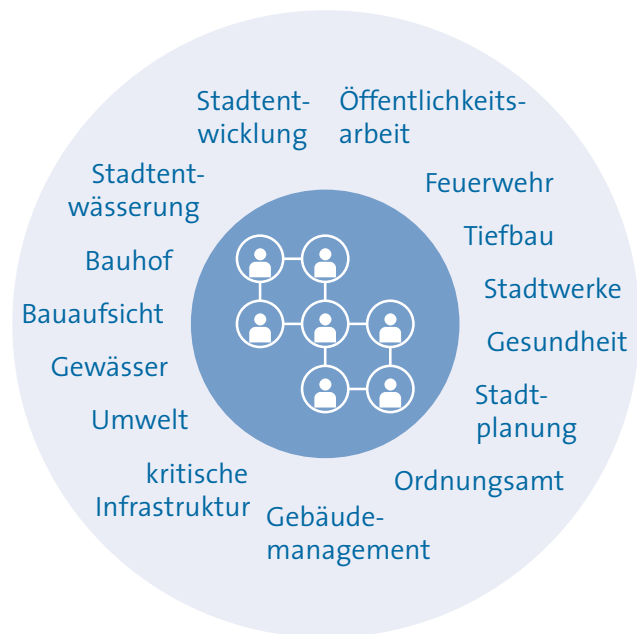 Stadtent-
wicklung
Öffentlichkeits-
arbeit
Stadtent-
wässerung
Feuerwehr
Tiefbau
Bauhof
Stadtwerke
Bauaufsicht
Gesundheit
Gewässer
Stadt-
planung
Umwelt
Ordnungsamt
kritische
Infrastruktur
Gebäude-
management